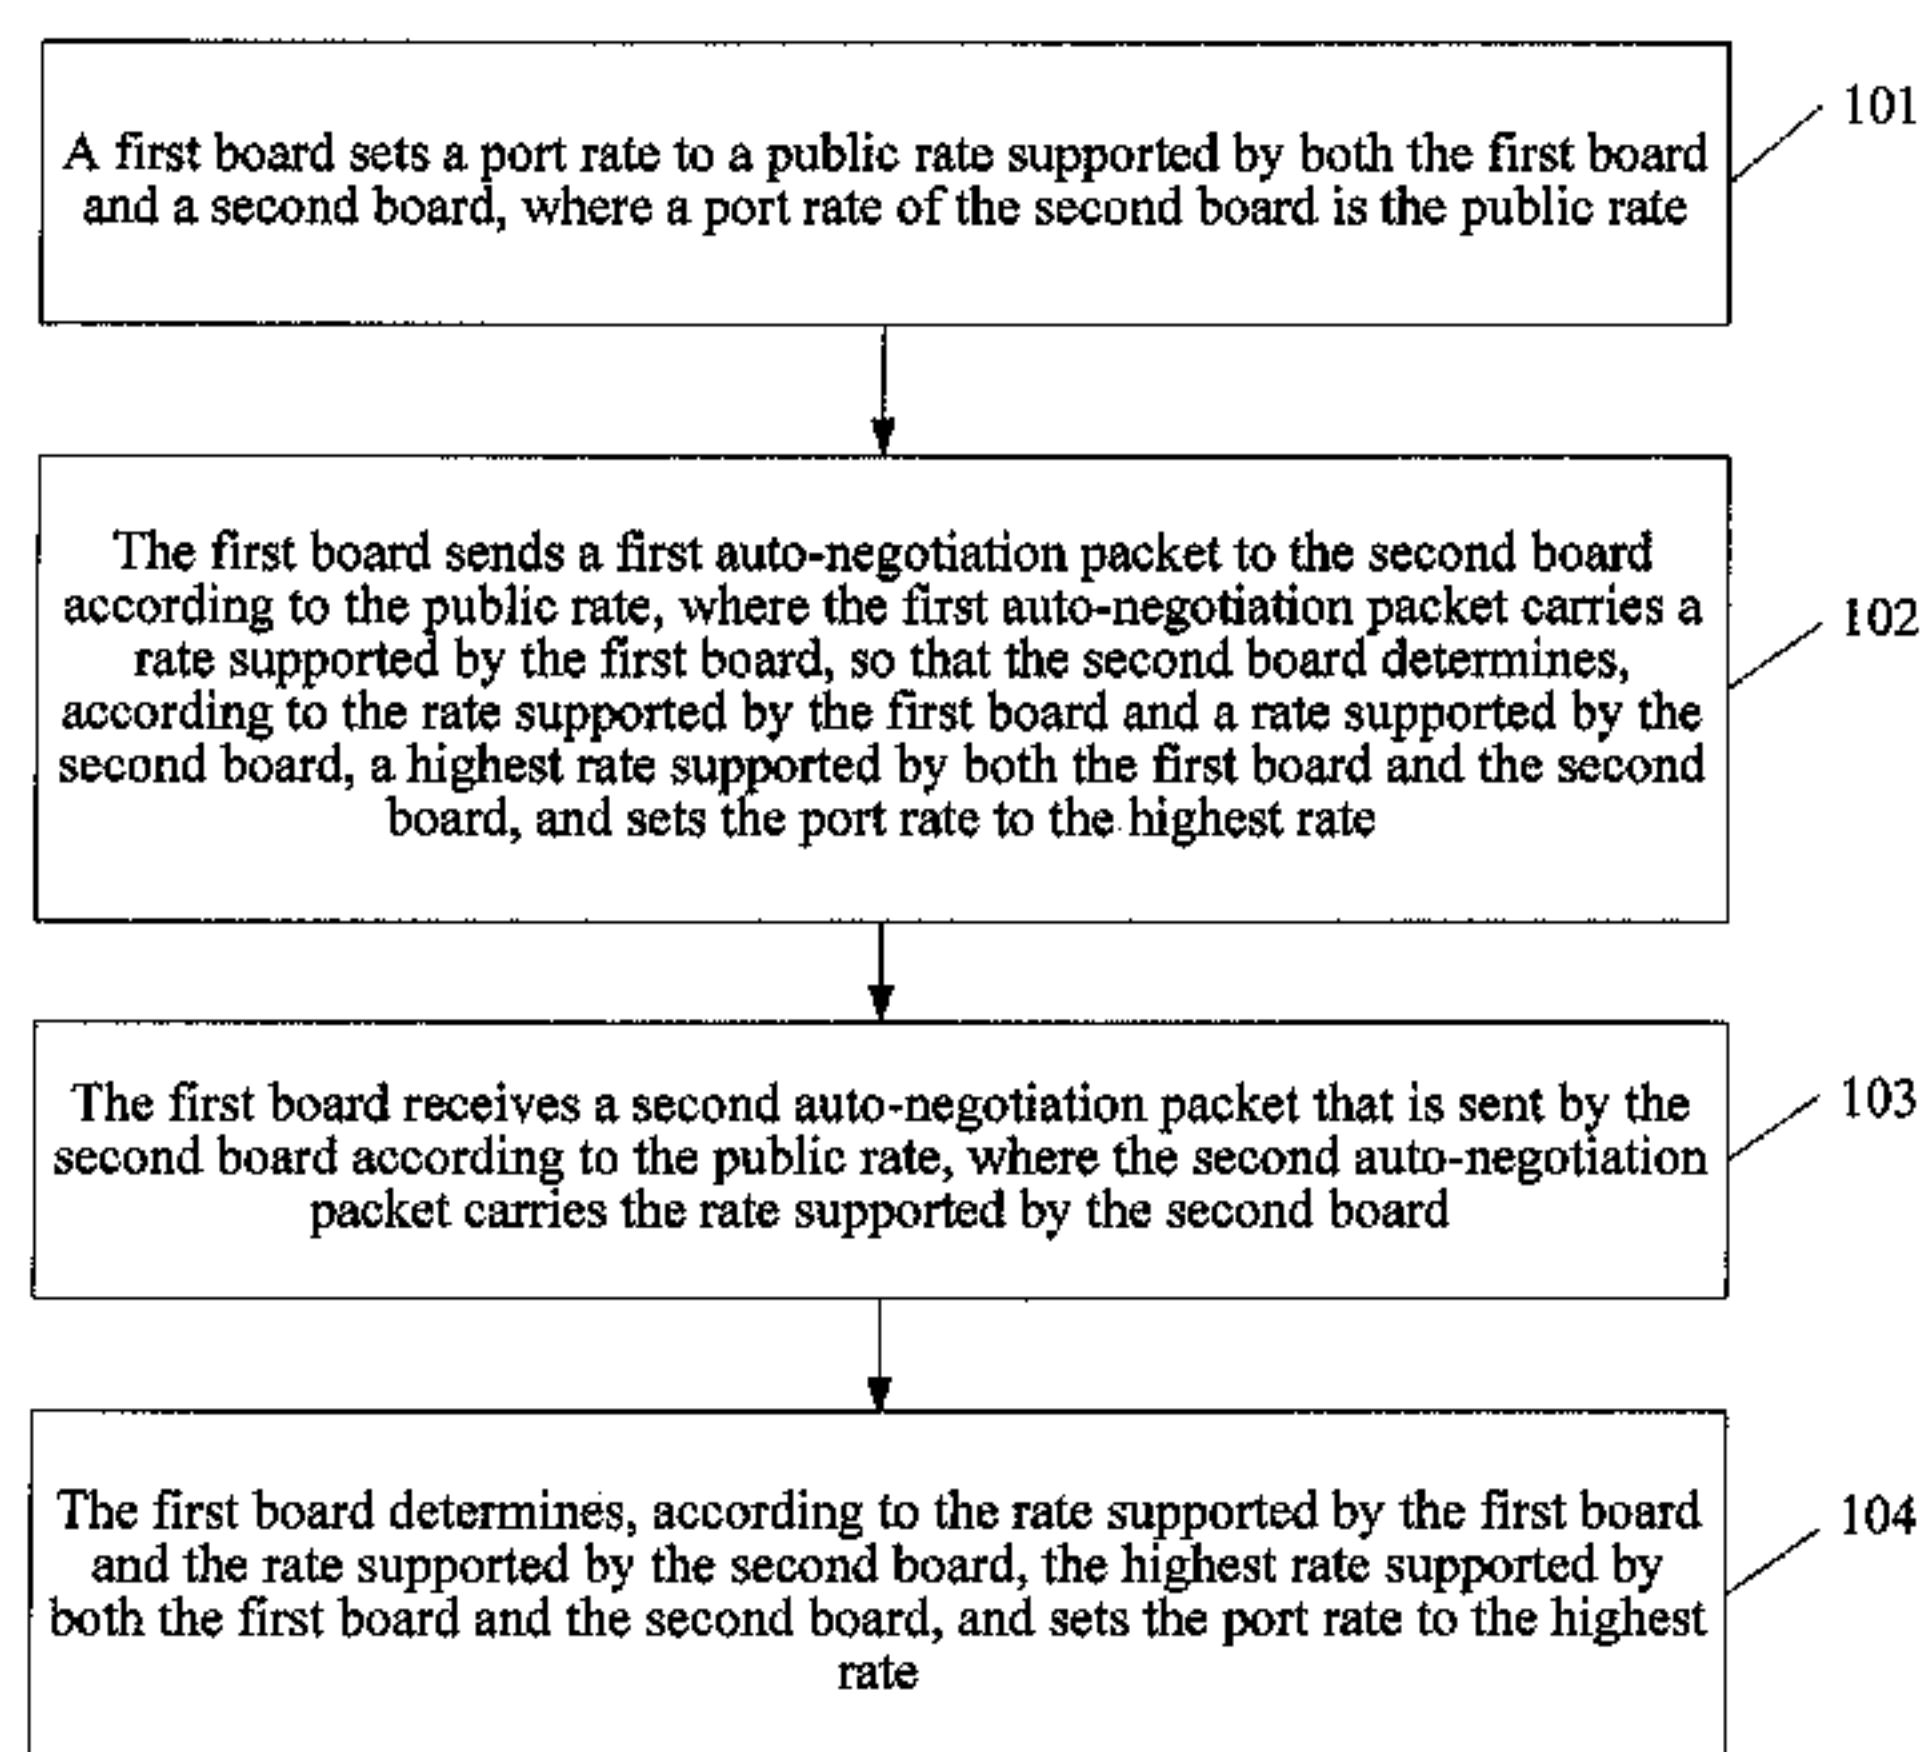 A first board sets a port rate to a public rate supported by both the first board
and a second board, where a port rate of the second board is the public rate
101
The first board sends a first auto-negotiation packet to the second board
according to the public rate, where the first auto-negotiation packet carries a
rate supported by the first board, so that the second board determines,
according to the rate supported by the first board and a rate supported by the
second board, a highest rate supported by both the first board and the second
board, and sets the port rate to the highest rate
102
The first board receives a second auto-negotiation packet that is sent by the
second board according to the public rate, where the second auto-negotiation
packet carries the rate supported by the second board
103
The first board determines, according to the rate supported by the first board
and the rate supported by the second board, the highest rate supported by
both the first board and the second board, and sets the port rate to the highest
rate
104